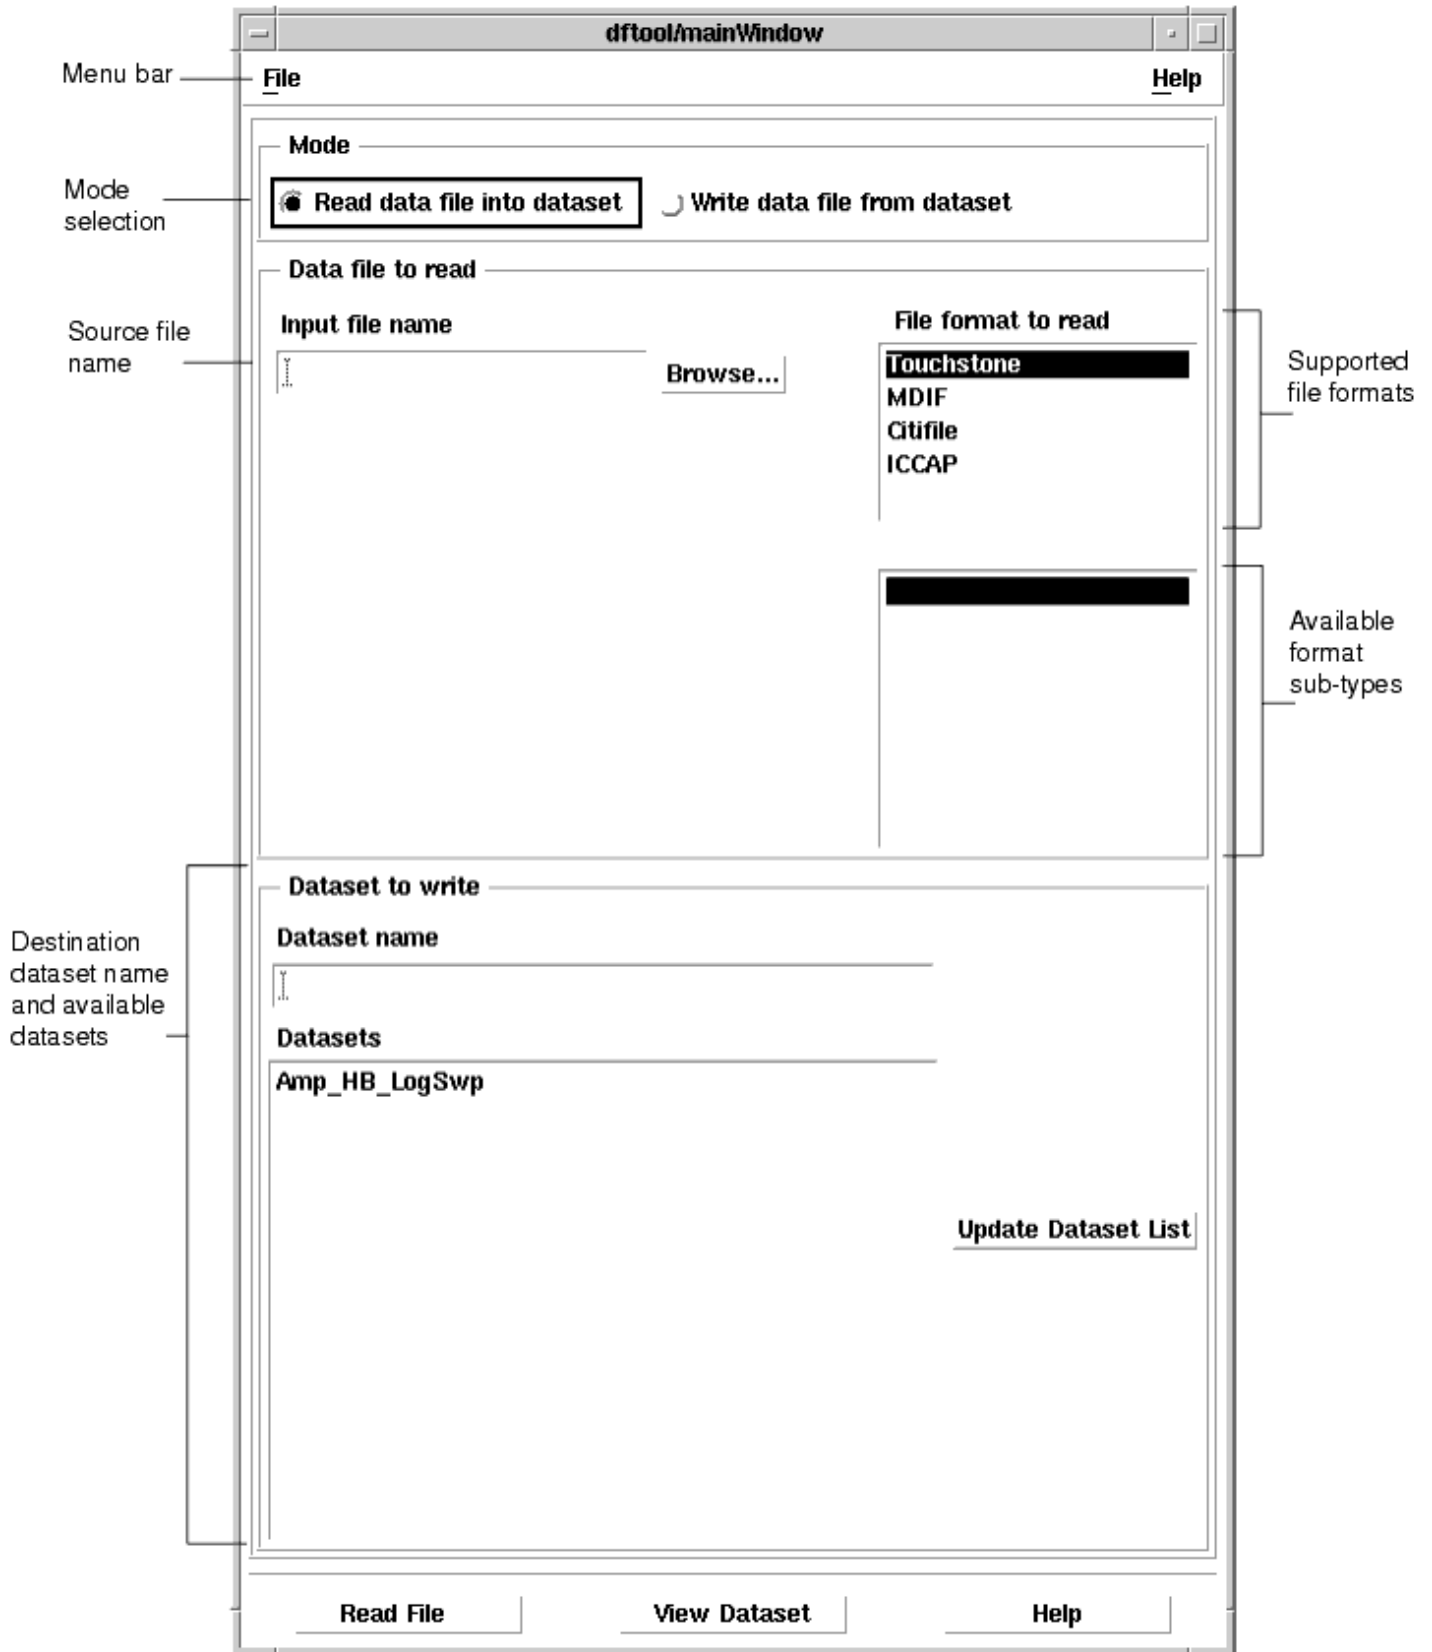 dftool/mainWindow
Menu bar
File
Help
Mode
Mode
selection
Read data file into dataset
Write data file from dataset
Data file to read
Source file
name
Input file name
Browse...
File format to read
Touchstone
MDIF
Citifile
ICCAP
Supported
file formats
Available
format
sub-types
Dataset to write
Destination
dataset name
and available
datasets
Dataset name
Datasets
Amp_HB_LogSwp
Update Dataset List
Read File
View Dataset
Help